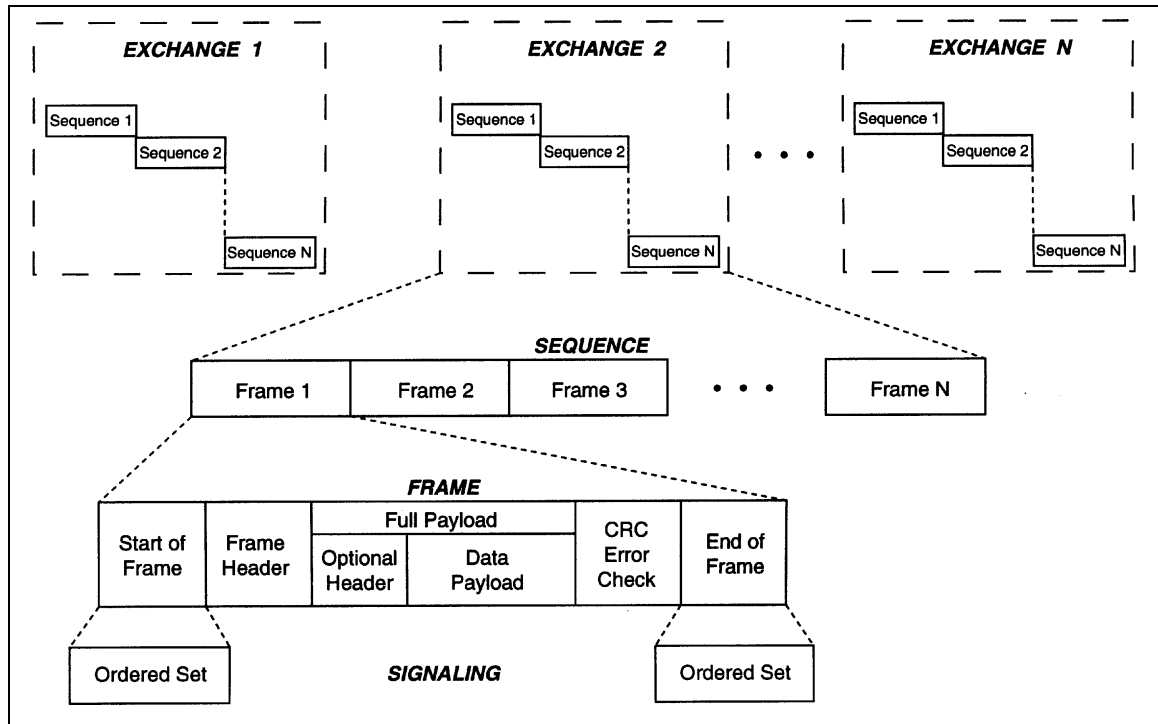 EXCHANGE 1
EXCHANGE 2
EXCHANGE N
Sequence 1
Sequence 2
Sequence N
Sequence 1
Sequence 2
Sequence N
Sequence 1
Sequence 2
Sequence N
SEQUENCE
Frame 1
Frame 2
Frame 3
Frame N
FRAME
Start of
Frame
Frame
Header
Full Payload
Optional
Header
Data
Payload
CRC
Error
Check
End of
Frame
Ordered Set
SIGNALING
Ordered Set